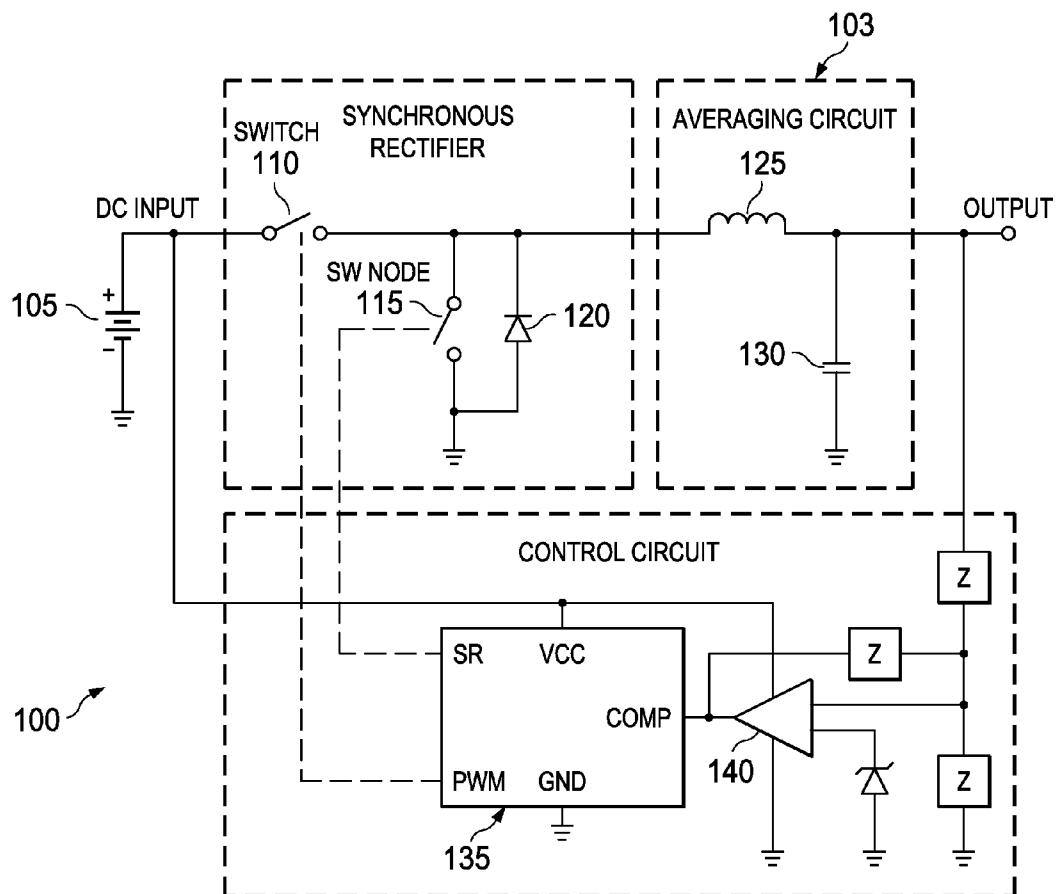 103
SYNCHRONOUS
RECTIFIER
AVERAGING CIRCUIT
SWITCH
110
125
DC INPUT
OUTPUT
SW NODE
115
120
+
105
−
130
CONTROL CIRCUIT
Z
Z
SR
VCC
100
COMP
140
Z
PWM
GND
135